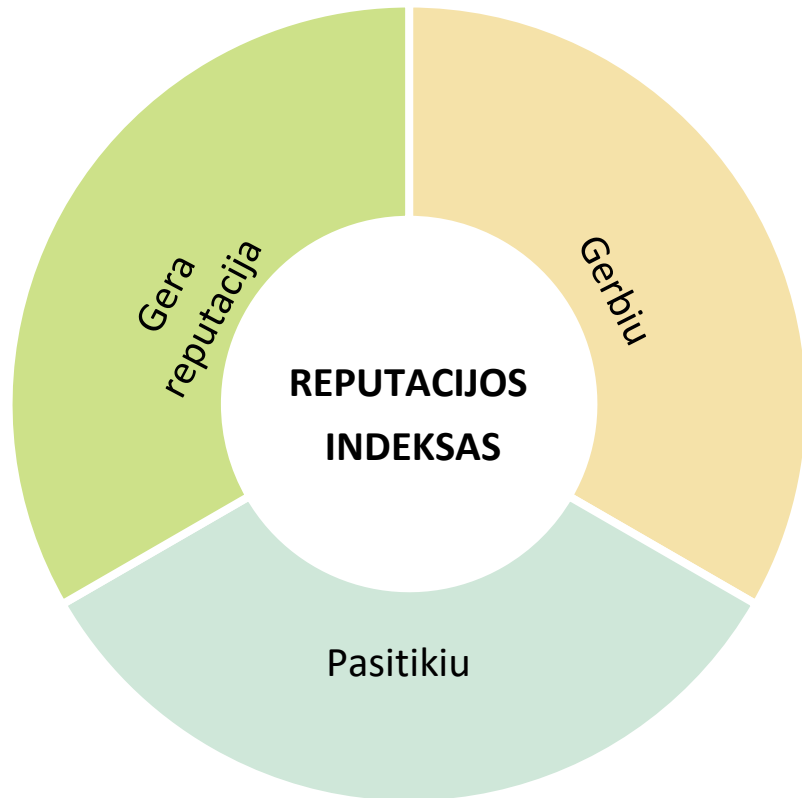 Gera
reputacija
Gerbiu
REPUTACIJOS
INDEKSAS
Pasitikiu